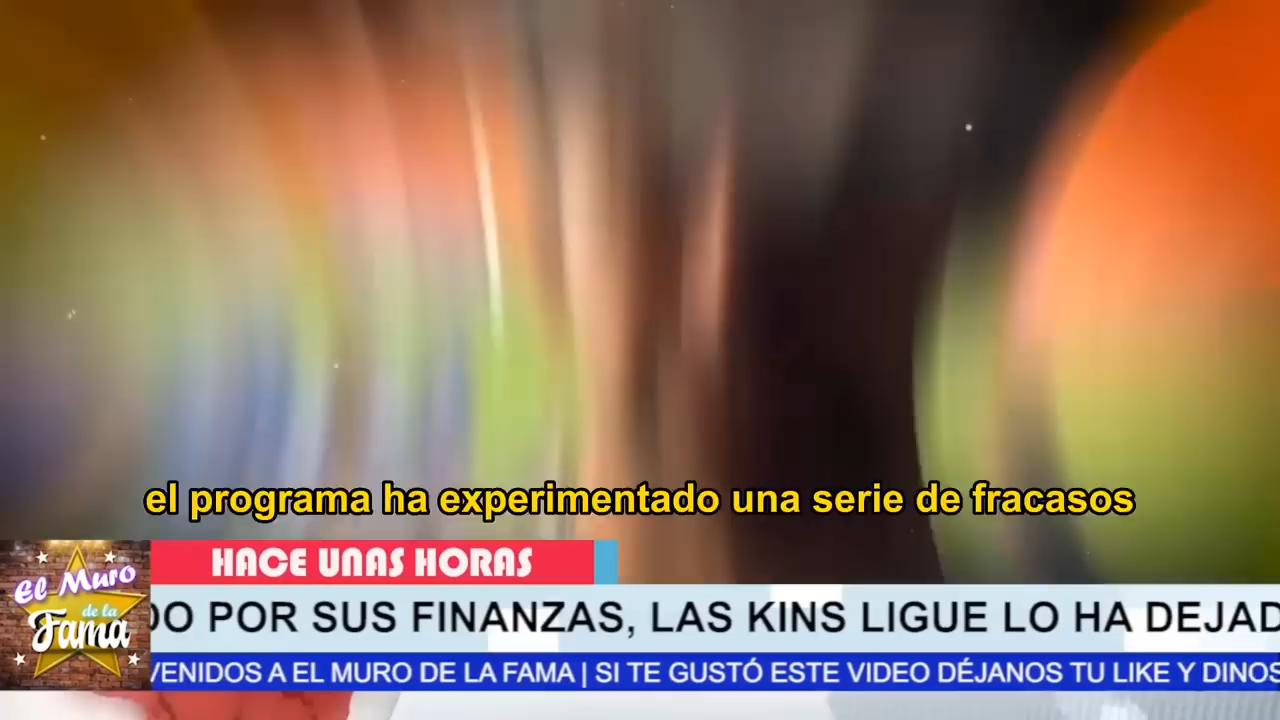 el programa ha experimentado una serie de fracasos
HACE UNAS HORAS
El Muro
de la
Fama
DO POR SUS FINANZAS, LAS KINS LIGUE LO HA DEJAD
VENIDOS A EL MURO DE LA FAMA | SI TE GUSTÓ ESTE VIDEO DÉJANOS TU LIKE Y DINOS